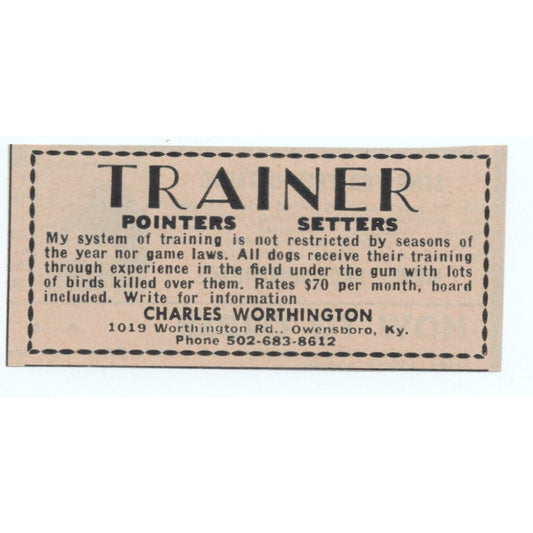 TRAINER
POINTERS SETTERS
My system of training is not restricted by seasons of
the year nor game laws. All dogs receive their training
through experience in the field under the gun with lots
of birds killed over them. Rates $70 per month, board
included. Write for information
CHARLES WORTHINGTON
1019 Worthington Rd., Owensboro, Ky.
Phone 502-683-8612